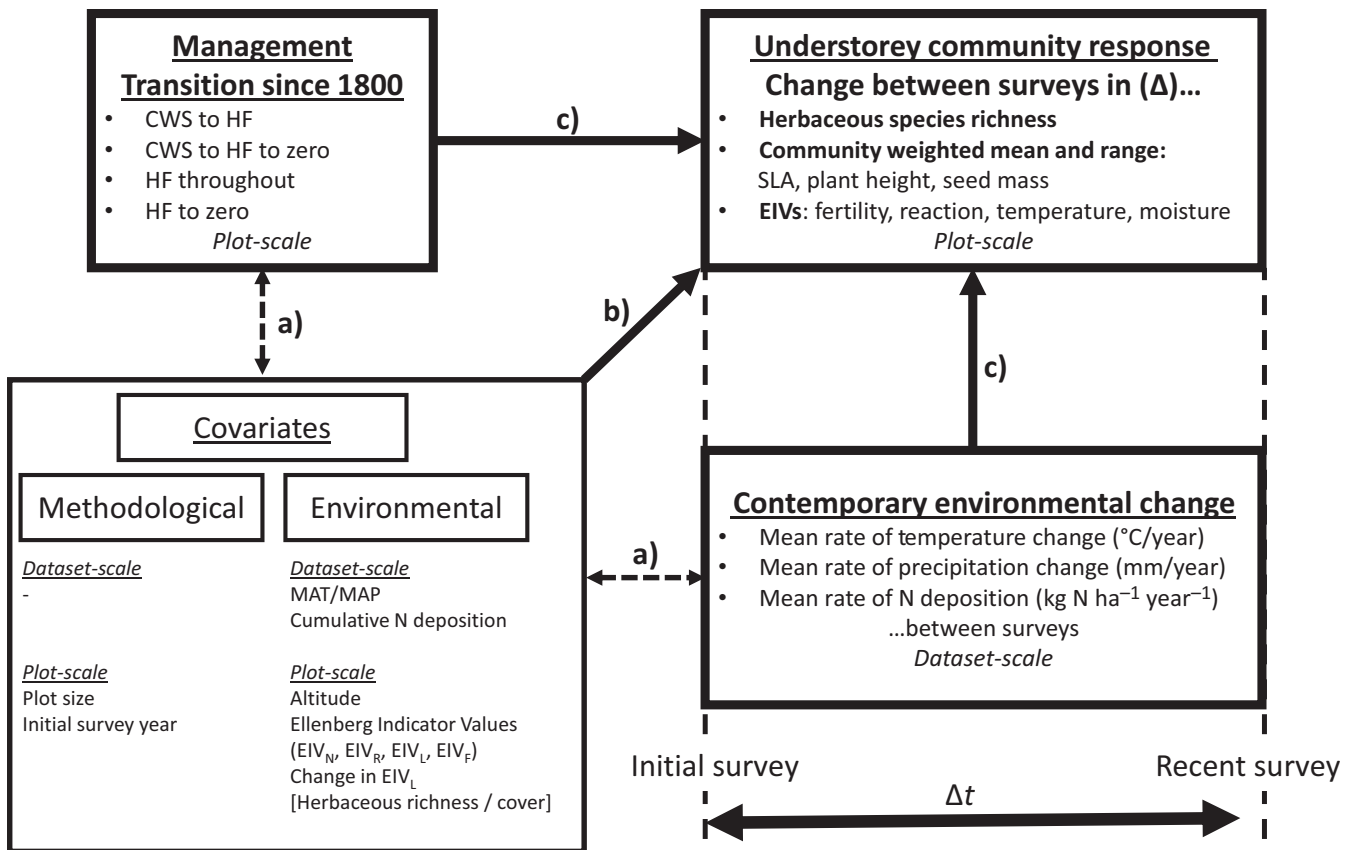 Management
Transition since 1800
• CWS to HF
• CWS to HF to zero
• HF throughout
• HF to zero
Plot-scale
c)
Understorey community response
Change between surveys in (Δ)...
• Herbaceous species richness
• Community weighted mean and range:
SLA, plant height, seed mass
• EIVs: fertility, reaction, temperature, moisture
Plot-scale
a)
b)
c)
Covariates
Methodological
Dataset-scale
-
Plot-scale
Plot size
Initial survey year
Environmental
Dataset-scale
MAT/MAP
Cumulative N deposition
Plot-scale
Altitude
Ellenberg Indicator Values
(EIV_N, EIV_R, EIV_L, EIV_F)
Change in EIV_L
[Herbaceous richness / cover]
a)
Contemporary environmental change
• Mean rate of temperature change (°C/year)
• Mean rate of precipitation change (mm/year)
• Mean rate of N deposition (kg N ha⁻¹ year⁻¹)
...between surveys
Dataset-scale
Initial survey
Recent survey
Δt